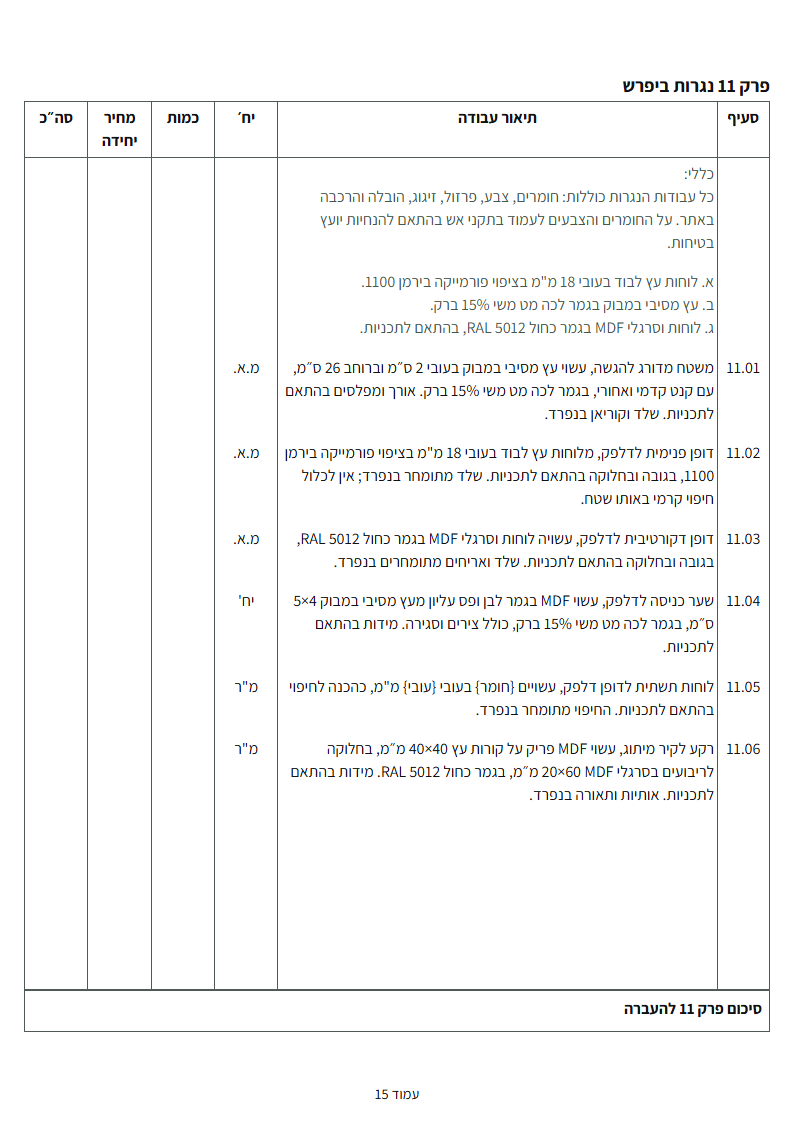 פרק 11 נגרות ביפרש
סעיף תיאור עבודה יח׳ כמות מחיר יחידה סה״כ
כללי:
כל עבודות הנגרות כוללות: חומרים, צבע, פרזול, זיגוג, הובלה והרכבה
באתר. על החומרים והצבעים לעמוד בתקני אש בהתאם להנחיות יועץ
בטיחות.
א. לוחות עץ לבוד בעובי 18 מ"מ בציפוי פורמייקה בירמן 1100.
ב. עץ מסיבי במבוק בגמר לכה מט משי 15% ברק.
ג. לוחות וסרגלי MDF בגמר כחול RAL 5012, בהתאם לתכניות.
11.01 משטח מדורג להגשה, עשוי עץ מסיבי במבוק בעובי 2 ס״מ וברוחב 26 ס״מ, מ.א.
עם קנט קדמי ואחורי, בגמר לכה מט משי 15% ברק. אורך ומפלסים בהתאם
לתכניות. שלד וקוריאן בנפרד.
11.02 דופן פנימית לדלפק, מלוחות עץ לבוד בעובי 18 מ"מ בציפוי פורמייקה בירמן מ.א.
1100, בגובה ובחלוקה בהתאם לתכניות. שלד מתומחר בנפרד; אין לכלול
חיפוי קרמי באותו שטח.
11.03 דופן דקורטיבית לדלפק, עשויה לוחות וסרגלי MDF בגמר כחול RAL 5012, מ.א.
בגובה ובחלוקה בהתאם לתכניות. שלד ואריחים מתומחרים בנפרד.
11.04 שער כניסה לדלפק, עשוי MDF בגמר לבן ופס עליון מעץ מסיבי במבוק 4×5 יח'
ס״מ, בגמר לכה מט משי 15% ברק, כולל צירים וסגירה. מידות בהתאם
לתכניות.
11.05 לוחות תשתית לדופן דלפק, עשויים {חומר} בעובי {עובי} מ"מ, כהכנה לחיפוי מ"ר
בהתאם לתכניות. החיפוי מתומחר בנפרד.
11.06 רקע לקיר מיתוג, עשוי MDF פריק על קורות עץ 40×40 מ״מ, בחלוקה מ"ר
לריבועים בסרגלי MDF 60×20 מ״מ, בגמר כחול RAL 5012. מידות בהתאם
לתכניות. אותיות ותאורה בנפרד.
סיכום פרק 11 להעברה
עמוד 15